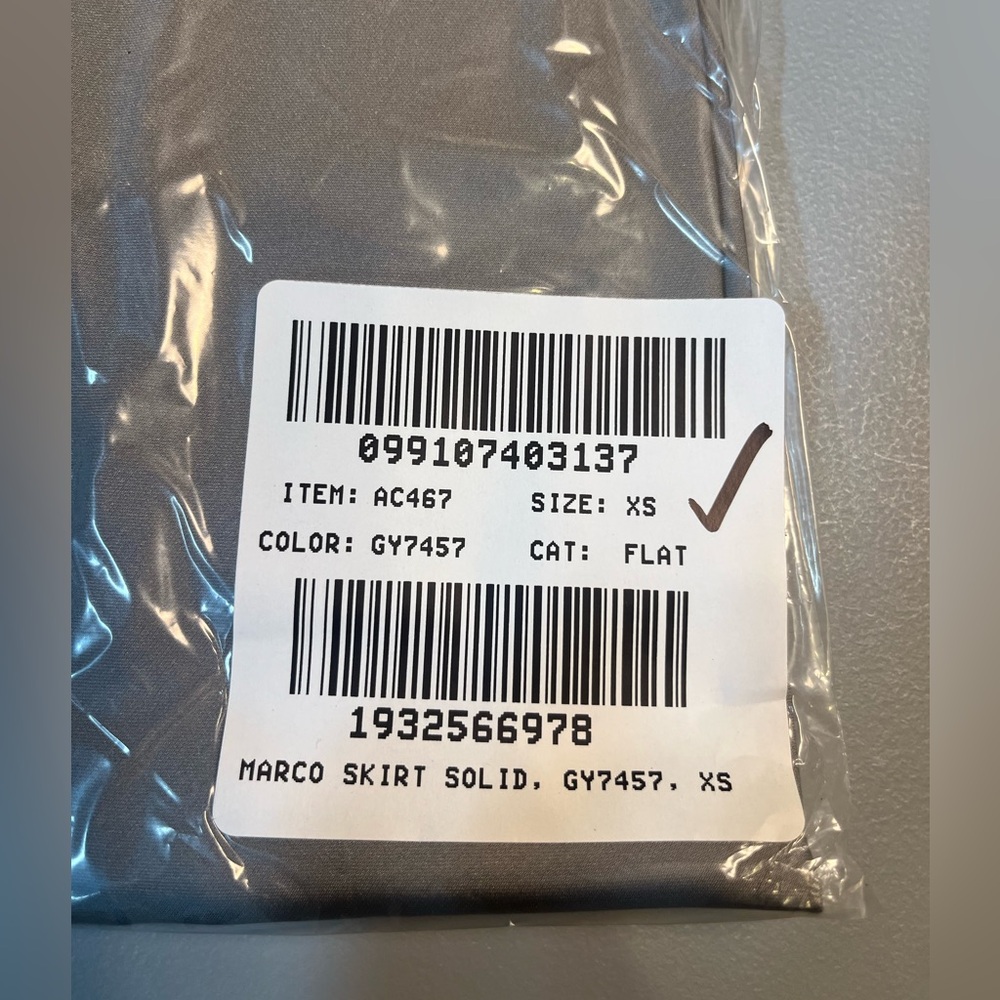 099107403137
ITEM: AC467 SIZE: XS
COLOR: GY7457 CAT: FLAT
1932566978
MARCO SKIRT SOLID, GY7457, XS